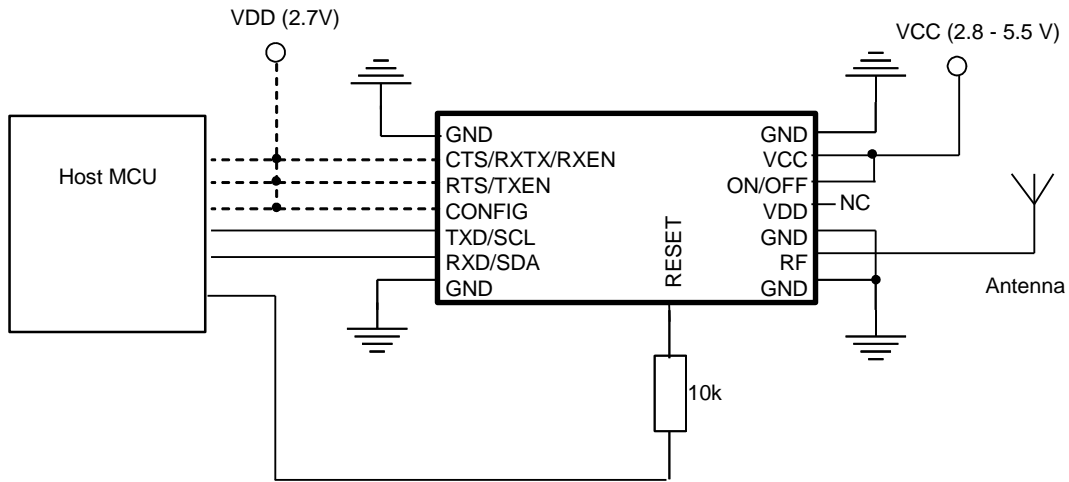 VDD (2.7V)
VCC (2.8 - 5.5 V)
Host MCU
GND
CTS/RXTX/RXEN
RTS/TXEN
CONFIG
TXD/SCL
RXD/SDA
GND
RESET
GND
VCC
ON/OFF
VDD
NC
GND
RF
GND
Antenna
10k